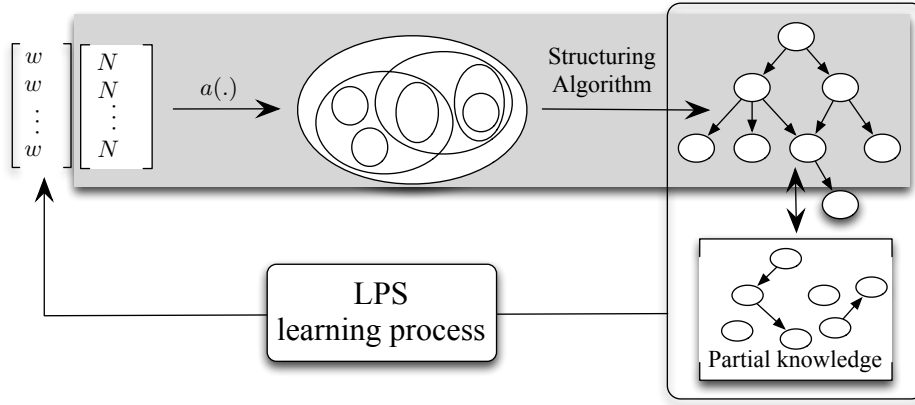 w
w
...
w
N
N
...
N
a(.)
Structuring
Algorithm
LPS
learning process
Partial knowledge